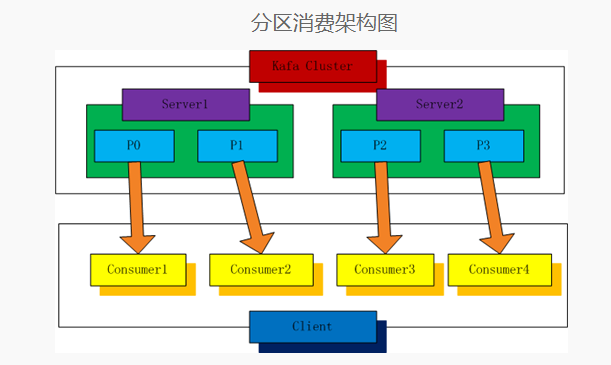 分区消费架构图
Kafa Cluster
Server1
Server2
P0
P1
P2
P3
Consumer1
Consumer2
Consumer3
Consumer4
Client